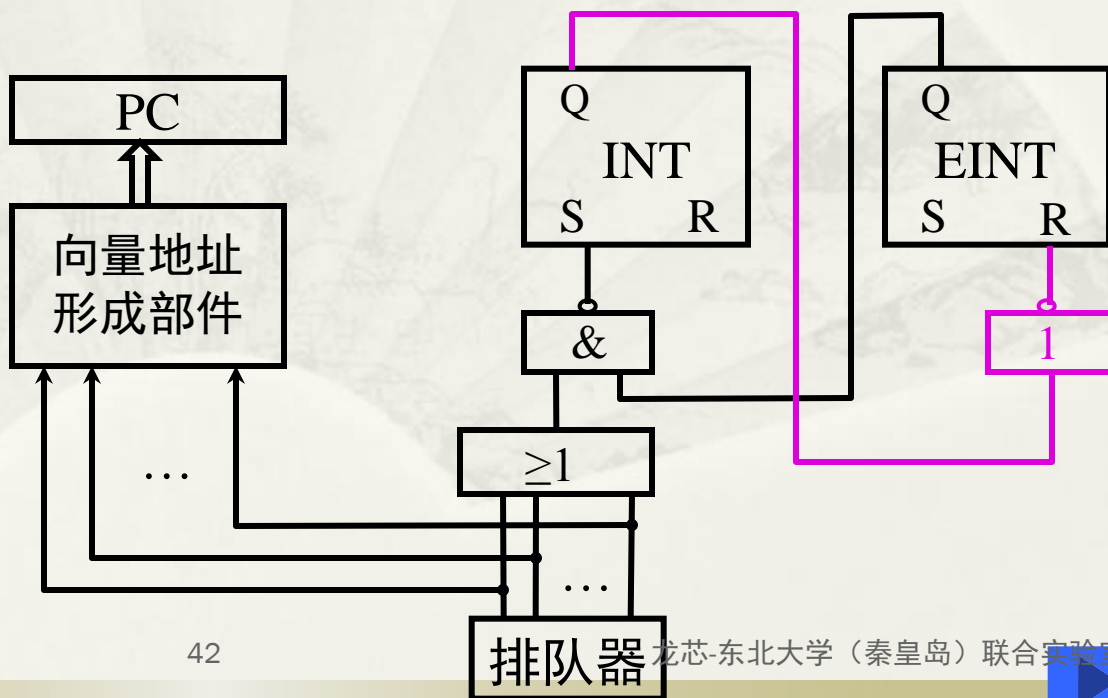 PC
向量地址
形成部件
Q
INT
S R
Q
EINT
S R
&
1
≥1
…
…
排队器
42
龙芯-东北大学（秦皇岛）联合实验室